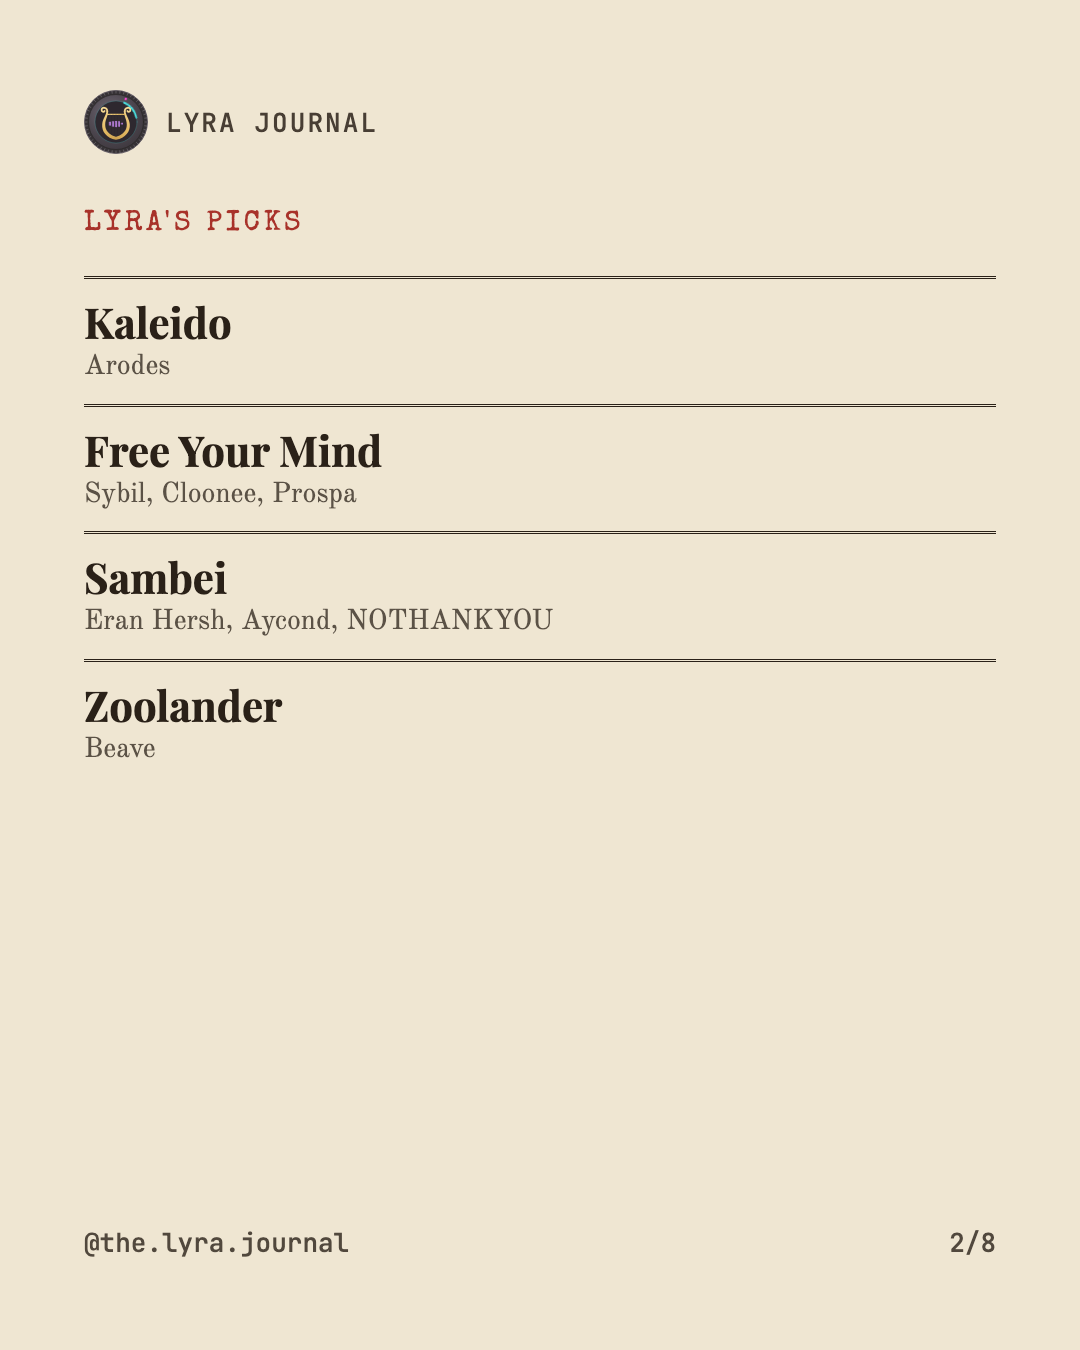 LYRA JOURNAL
LYRA'S PICKS
Kaleido
Arodes
Free Your Mind
Sybil, Cloonee, Prospa
Sambei
Eran Hersh, Aycond, NOTHANKYOU
Zoolander
Beave
@the.lyra.journal
2/8